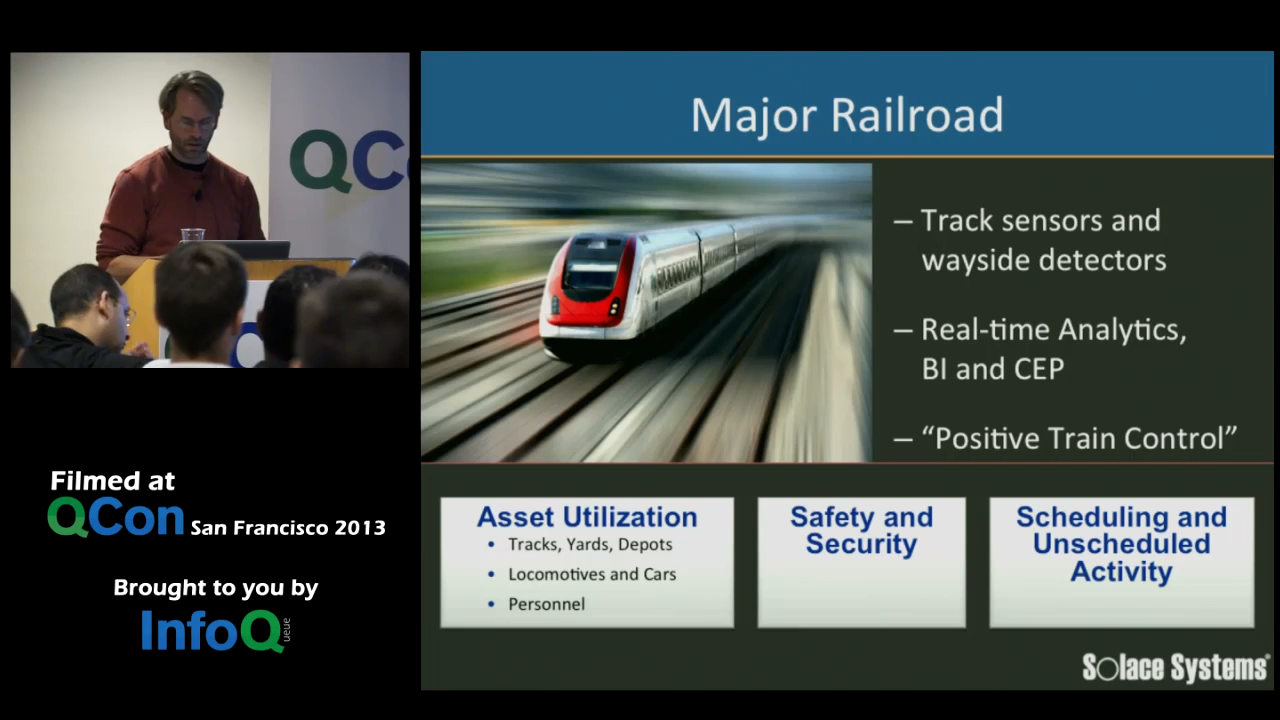 QC
Filmed at
QCon San Francisco 2013
Brought to you by
InfoQ
ueue
Major Railroad
– Track sensors and
wayside detectors
– Real-time Analytics,
BI and CEP
– “Positive Train Control”
Asset Utilization
• Tracks, Yards, Depots
• Locomotives and Cars
• Personnel
Safety and
Security
Scheduling and
Unscheduled
Activity
Solace Systems®